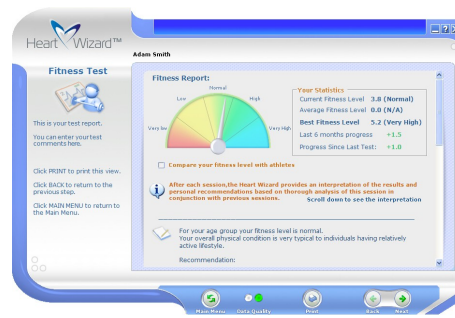 Heart Wizard™
Adam Smith
Fitness Test
This is your test report.
You can enter your test
comments here.
Click PRINT to print this view.
Click BACK to return to the
previous step.
Click MAIN MENU to return to
the Main Menu.
Fitness Report:
Very low
Low
Normal
High
Very High
Your Statistics
Current Fitness Level 3.8 (Normal)
Average Fitness Level 0.0 (N/A)
Best Fitness Level 5.2 (Very High)
Last 6 months progress +1.5
Progress Since Last Test: +1.0
Compare your fitness level with athletes
After each session,the Heart Wizard provides an interpretation of the results and
personal recommendations based on thorough analysis of this session in
conjunction with previous sessions.
Scroll down to see the interpretation
For your age group your fitness level is normal.
Your overall physical condition is very typical to individuals having relatively
active lifestyle.
Recommendation:
Main Menu
Data Quality
Print
Back
Next